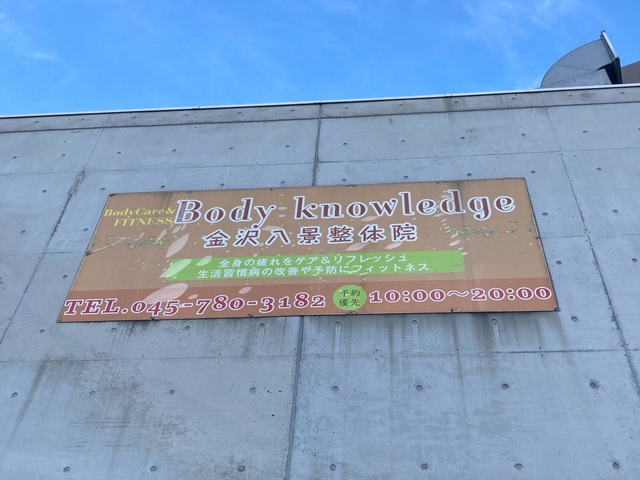 BodyCare&
FITNESS
Body knowledge
金沢八景整体院
全身の疲れをケア＆リフレッシュ
生活習慣病の改善や予防にフィットネス
TEL.045-780-3182
予約
優先
10:00～20:00